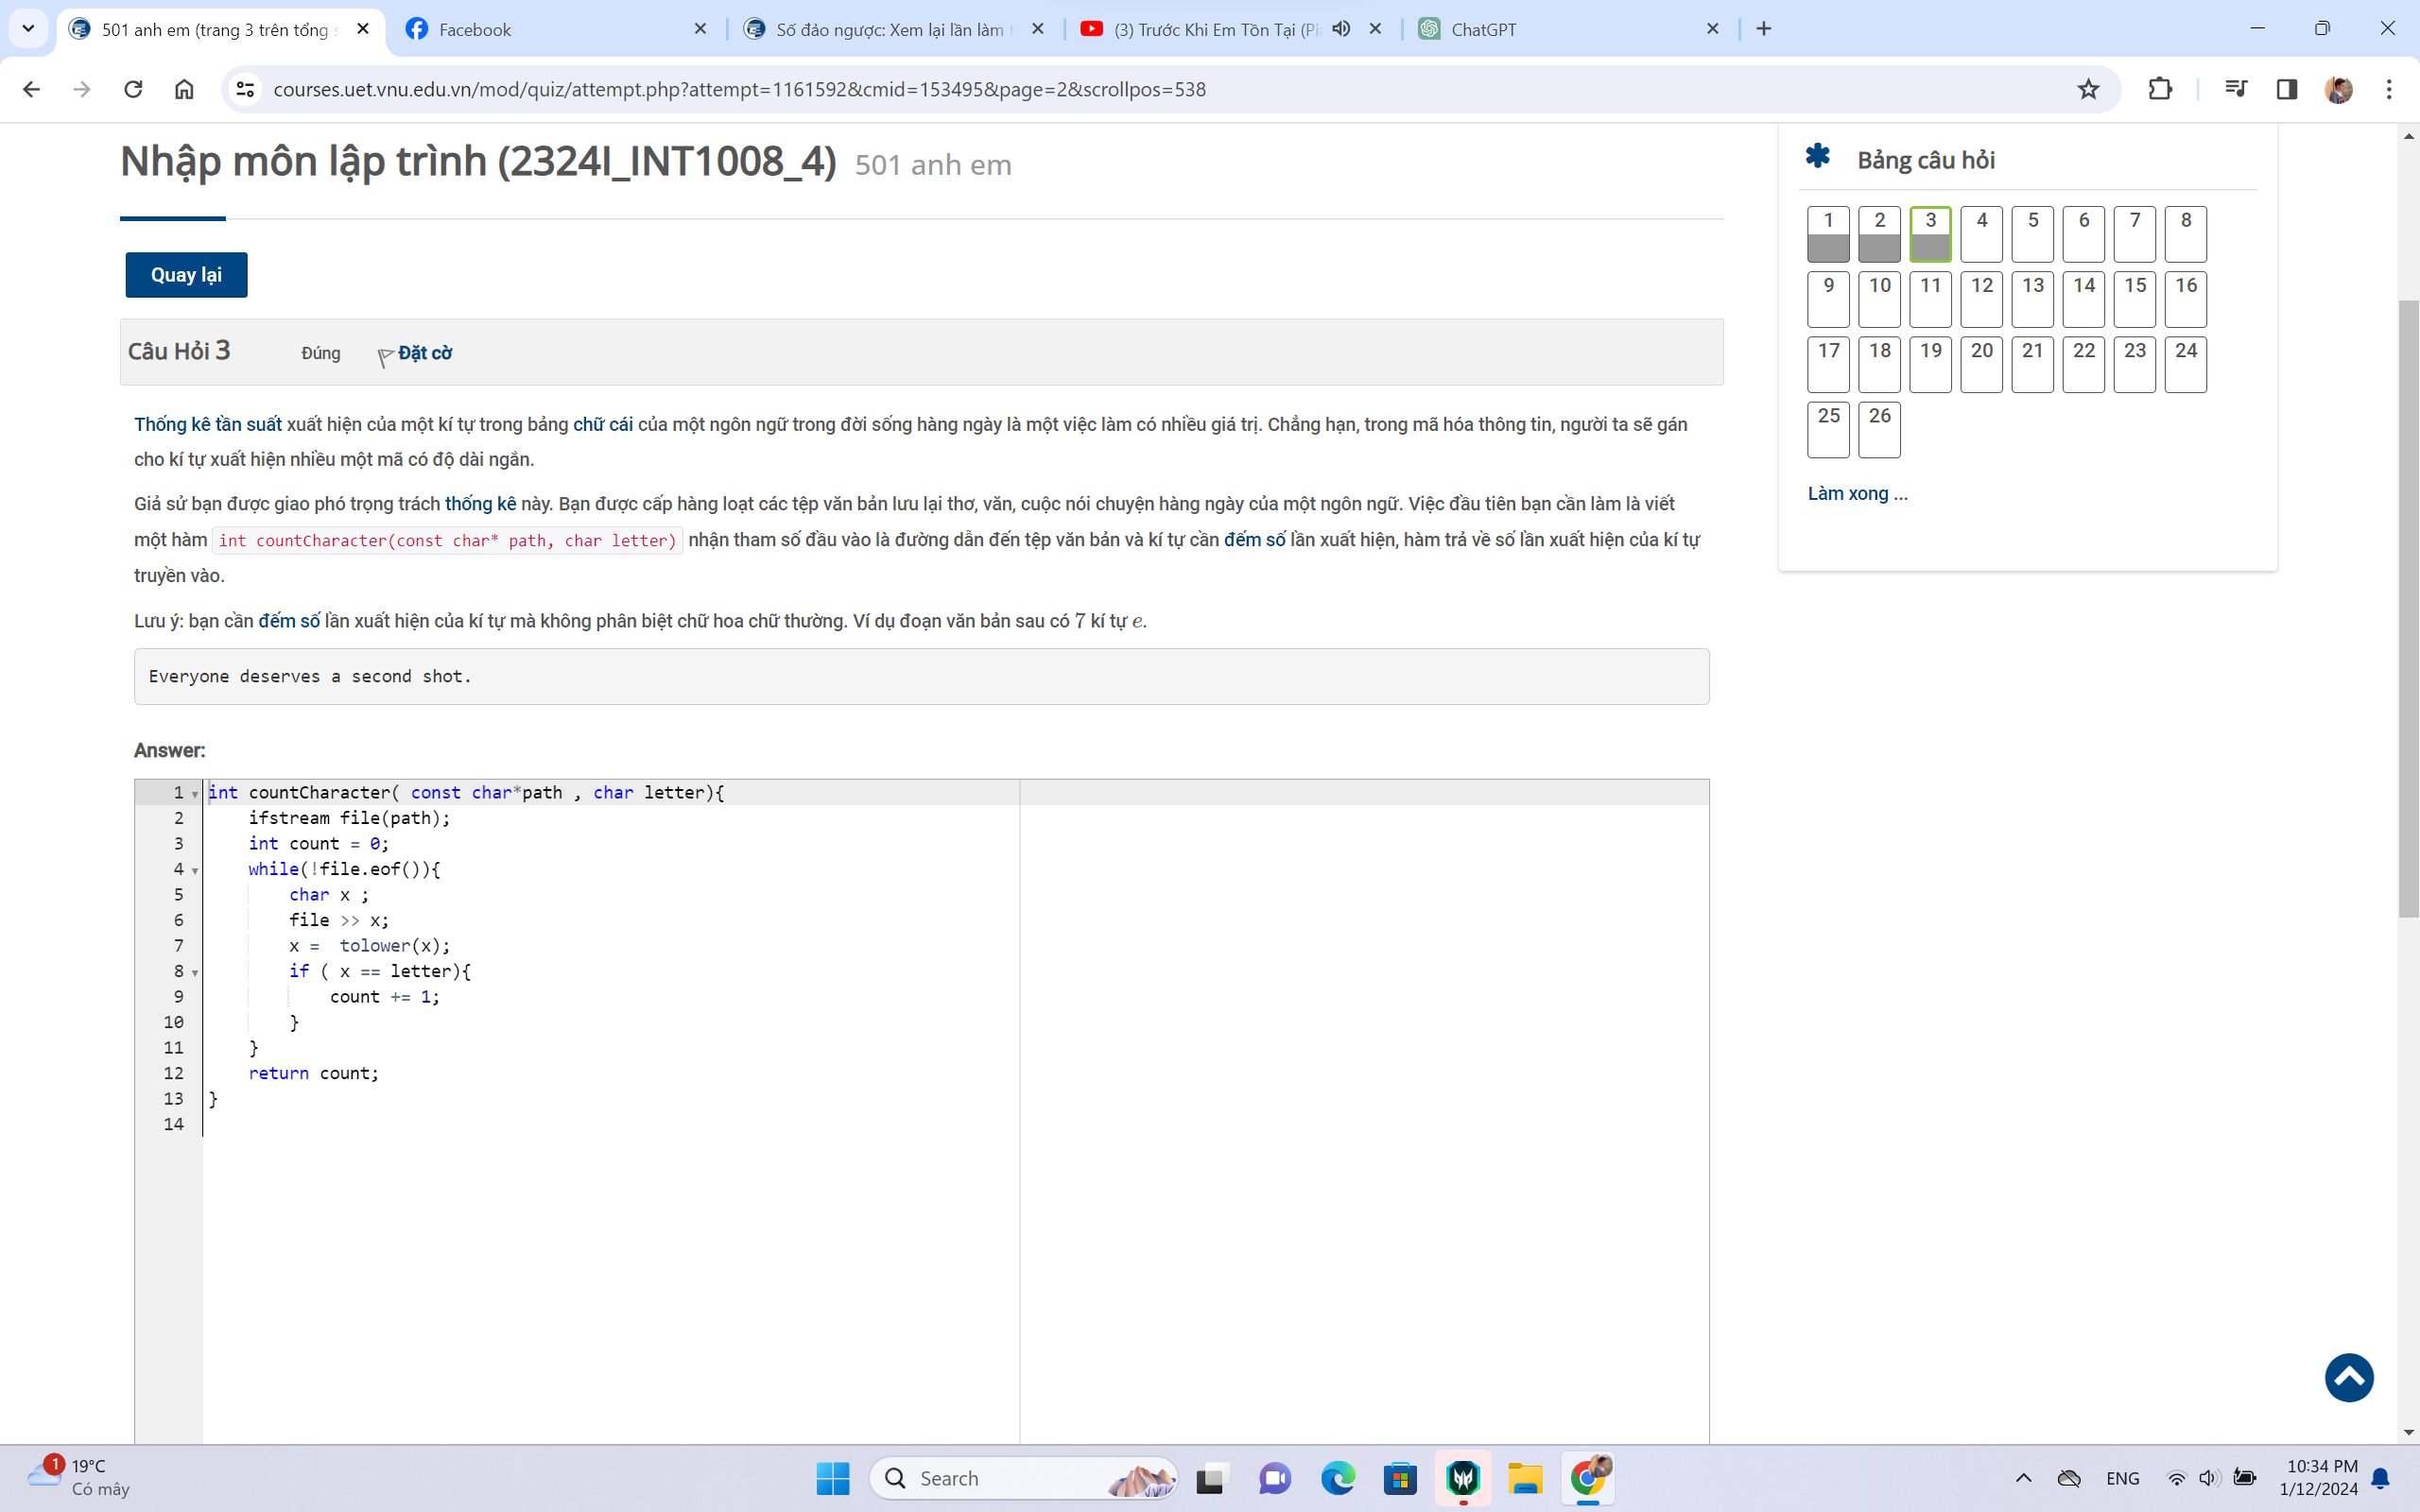 501 anh em (trang 3 trên tổng s
Facebook
Số đảo ngược: Xem lại lần làm t
(3) Trước Khi Em Tồn Tại (Pia
ChatGPT
courses.uet.vnu.edu.vn/mod/quiz/attempt.php?attempt=1161592&cmid=153495&page=2&scrollpos=538
Nhập môn lập trình (2324I_INT1008_4) 501 anh em
Quay lại
Câu Hỏi 3 Đúng Đặt cờ
Thống kê tần suất xuất hiện của một kí tự trong bảng chữ cái của một ngôn ngữ trong đời sống hàng ngày là một việc làm có nhiều giá trị. Chẳng hạn, trong mã hóa thông tin, người ta sẽ gán
cho kí tự xuất hiện nhiều một mã có độ dài ngắn.
Giả sử bạn được giao phó trọng trách thống kê này. Bạn được cấp hàng loạt các tệp văn bản lưu lại thơ, văn, cuộc nói chuyện hàng ngày của một ngôn ngữ. Việc đầu tiên bạn cần làm là viết
một hàm int countCharacter(const char* path, char letter) nhận tham số đầu vào là đường dẫn đến tệp văn bản và kí tự cần đếm số lần xuất hiện, hàm trả về số lần xuất hiện của kí tự
truyền vào.
Lưu ý: bạn cần đếm số lần xuất hiện của kí tự mà không phân biệt chữ hoa chữ thường. Ví dụ đoạn văn bản sau có 7 kí tự e.
Everyone deserves a second shot.
Answer:
1 int countCharacter( const char*path , char letter){
2 ifstream file(path);
3 int count = 0;
4 while(!file.eof()){
5 char x ;
6 file >> x;
7 x =  tolower(x);
8 if ( x == letter){
9 count += 1;
10 }
11 }
12 return count;
13 }
14
Bảng câu hỏi
1 2 3 4 5 6 7 8
9 10 11 12 13 14 15 16
17 18 19 20 21 22 23 24
25 26
Làm xong ...
1
19°C
Có mây
Search
ENG
10:34 PM
1/12/2024